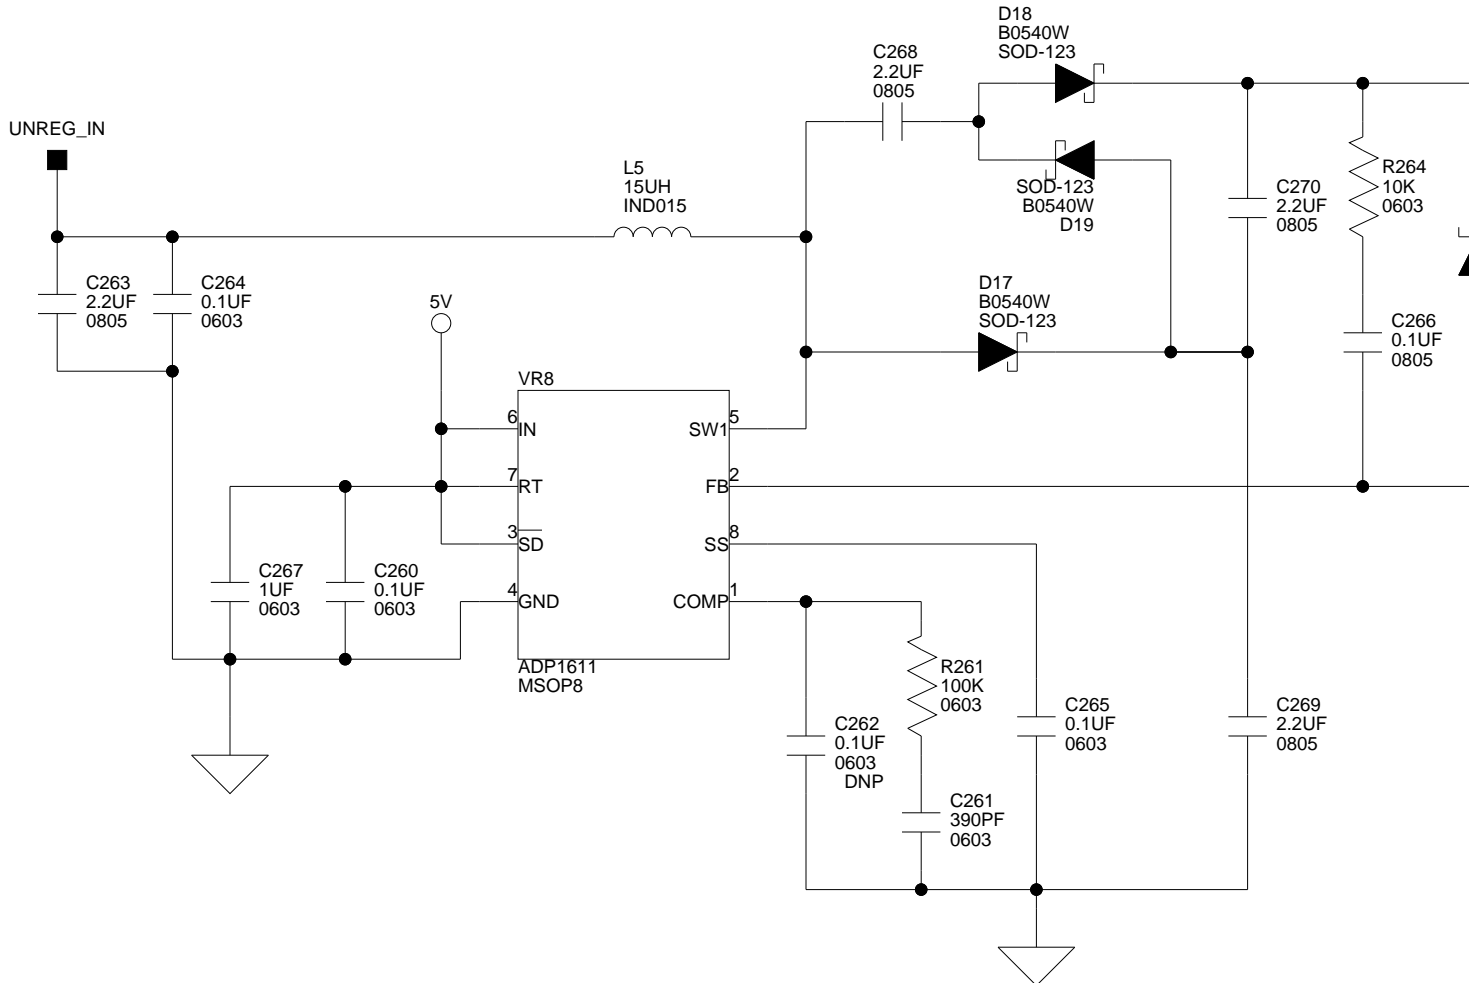 D18
B0540W
SOD-123
C268
2.2UF
0805
UNREG_IN
L5
15UH
IND015
SOD-123
B0540W
D19
C270
2.2UF
0805
R264
10K
0603
C263
2.2UF
0805
C264
0.1UF
0603
5V
D17
B0540W
SOD-123
C266
0.1UF
0805
VR8
6
IN
5
SW1
7
RT
2
FB
3
SD
8
SS
4
GND
1
COMP
ADP1611
MSOP8
C267
1UF
0603
C260
0.1UF
0603
R261
100K
0603
C262
0.1UF
0603
DNP
C265
0.1UF
0603
C269
2.2UF
0805
C261
390PF
0603